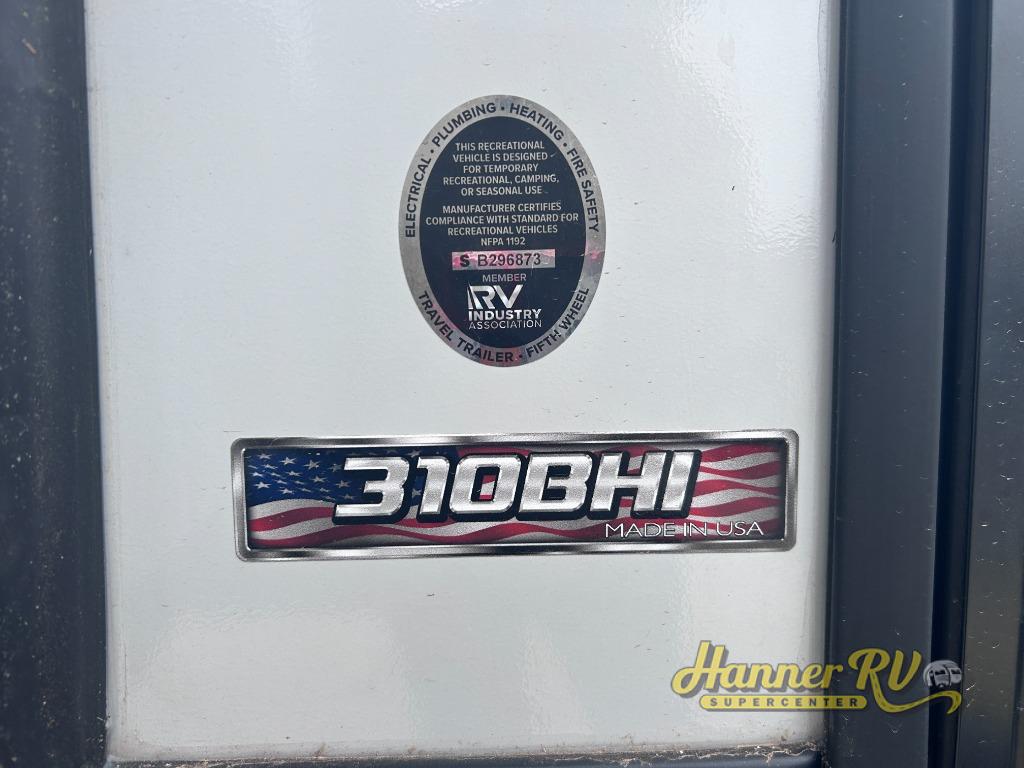 ELECTRICAL • PLUMBING • HEATING • FIRE SAFETY
THIS RECREATIONAL
VEHICLE IS DESIGNED
FOR TEMPORARY
RECREATIONAL, CAMPING,
OR SEASONAL USE
MANUFACTURER CERTIFIES
COMPLIANCE WITH STANDARD FOR
RECREATIONAL VEHICLES
NFPA 1192
S B296873
MEMBER
RV
INDUSTRY
ASSOCIATION
TRAVEL TRAILER • FIFTH WHEEL
310BHI
MADE IN USA
Hanner RV
SUPERCENTER